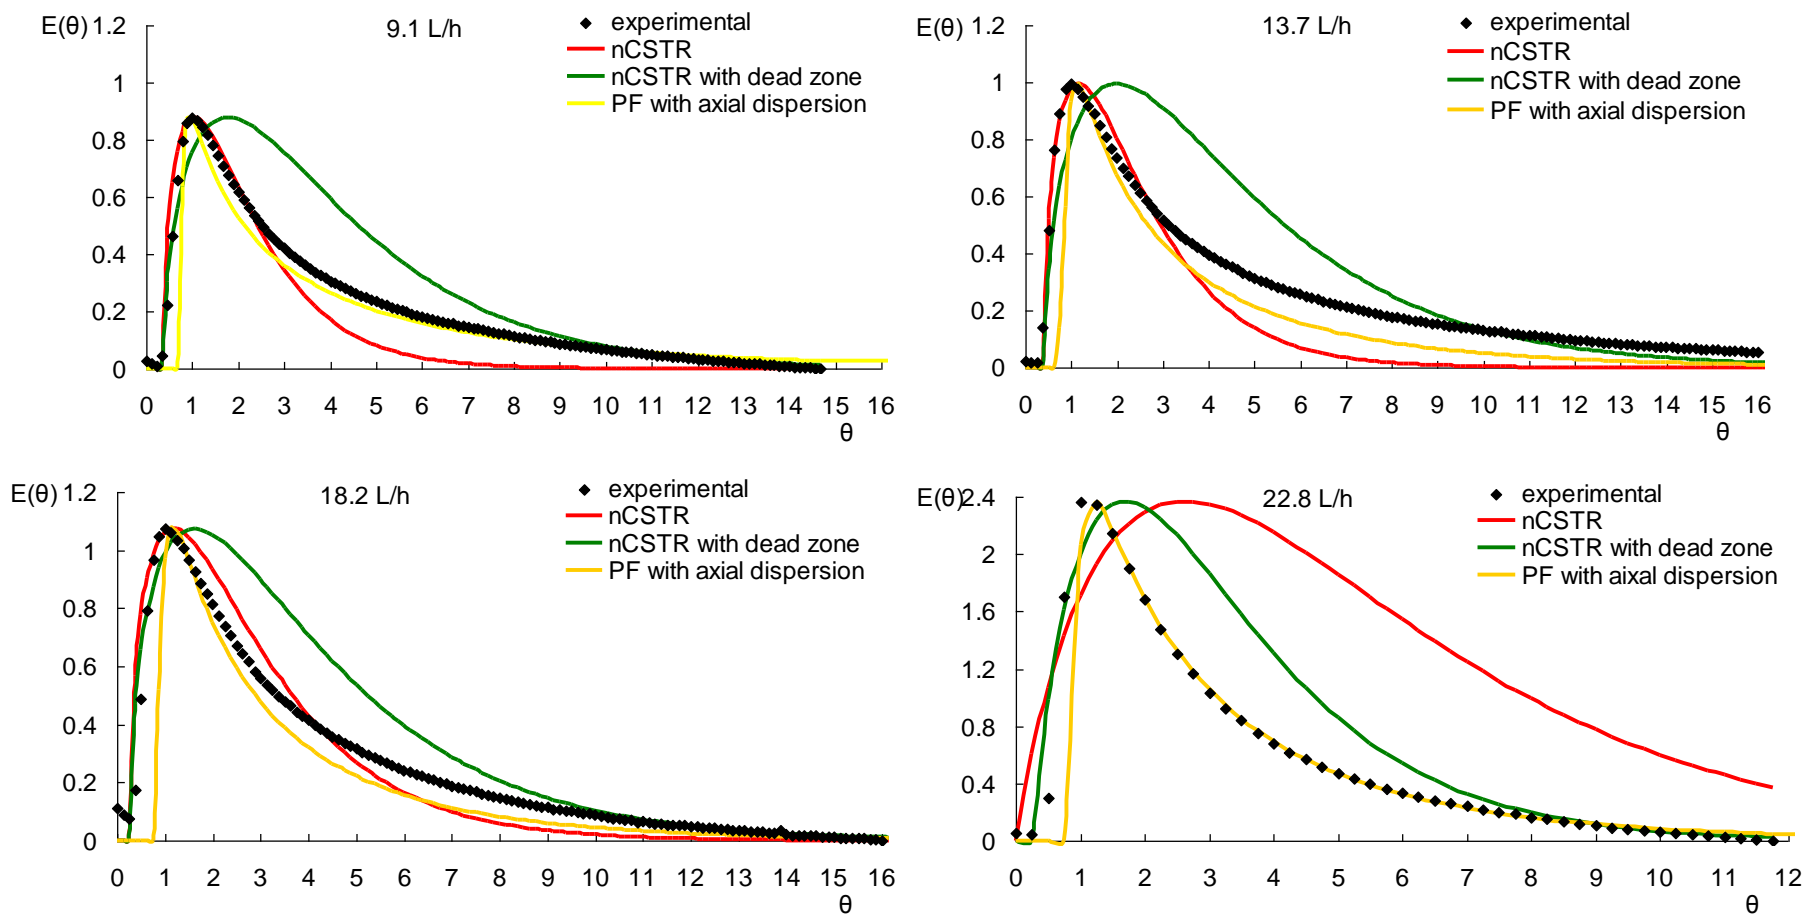 E(θ) 1.2
9.1 L/h
experimental
nCSTR
nCSTR with dead zone
PF with axial dispersion
1
0.8
0.6
0.4
0.2
0
0 1 2 3 4 5 6 7 8 9 10 11 12 13 14 15 16
θ
E(θ) 1.2
13.7 L/h
experimental
nCSTR
nCSTR with dead zone
PF with axial dispersion
1
0.8
0.6
0.4
0.2
0
0 1 2 3 4 5 6 7 8 9 10 11 12 13 14 15 16
θ
E(θ) 1.2
18.2 L/h
experimental
nCSTR
nCSTR with dead zone
PF with axial dispersion
1
0.8
0.6
0.4
0.2
0
0 1 2 3 4 5 6 7 8 9 10 11 12 13 14 15 16
θ
E(θ) 2.4
22.8 L/h
experimental
nCSTR
nCSTR with dead zone
PF with aixal dispersion
2
1.6
1.2
0.8
0.4
0
0 1 2 3 4 5 6 7 8 9 10 11 12
θ